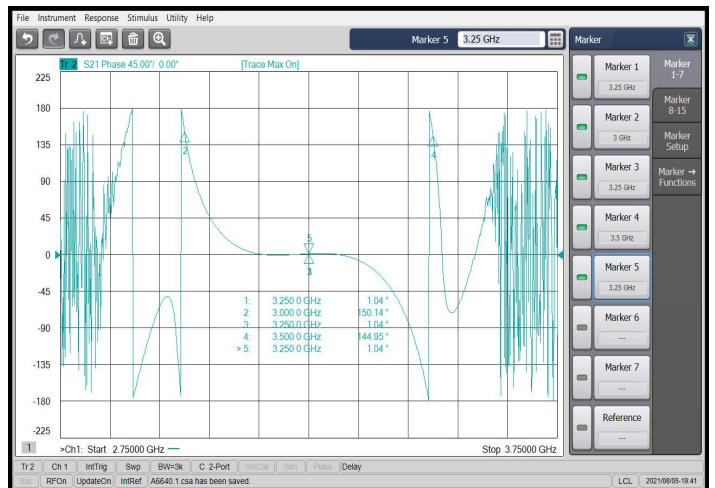 File Instrument Response Stimulus Utility Help
Marker 5 3.25 GHz
Tr 2 S21 Phase 45.00°/ 0.00° [Trace Max On]
225
180
135
90
45
0
-45
-90
-135
-180
-225
2
4
5
3
1: 3.250 0 GHz 1.04 °
2: 3.000 0 GHz 150.14 °
3: 3.250 0 GHz 1.04 °
4: 3.500 0 GHz 144.95 °
> 5: 3.250 0 GHz 1.04 °
1 >Ch1: Start 2.75000 GHz Stop 3.75000 GHz
Marker
Marker 1
3.25 GHz
Marker 2
3 GHz
Marker 3
3.25 GHz
Marker 4
3.5 GHz
Marker 5
3.25 GHz
Marker 6
---
Marker 7
---
Reference
---
Marker
1-7
Marker
8-15
Marker
Setup
Marker →
Functions
Tr 2 Ch 1 IntTrig Swp BW=3k C 2-Port SrcCal Sim Pulse Delay
Svc RFOn UpdateOn IntRef A6640.1.csa has been saved. LCL 2021/08/05-19:41